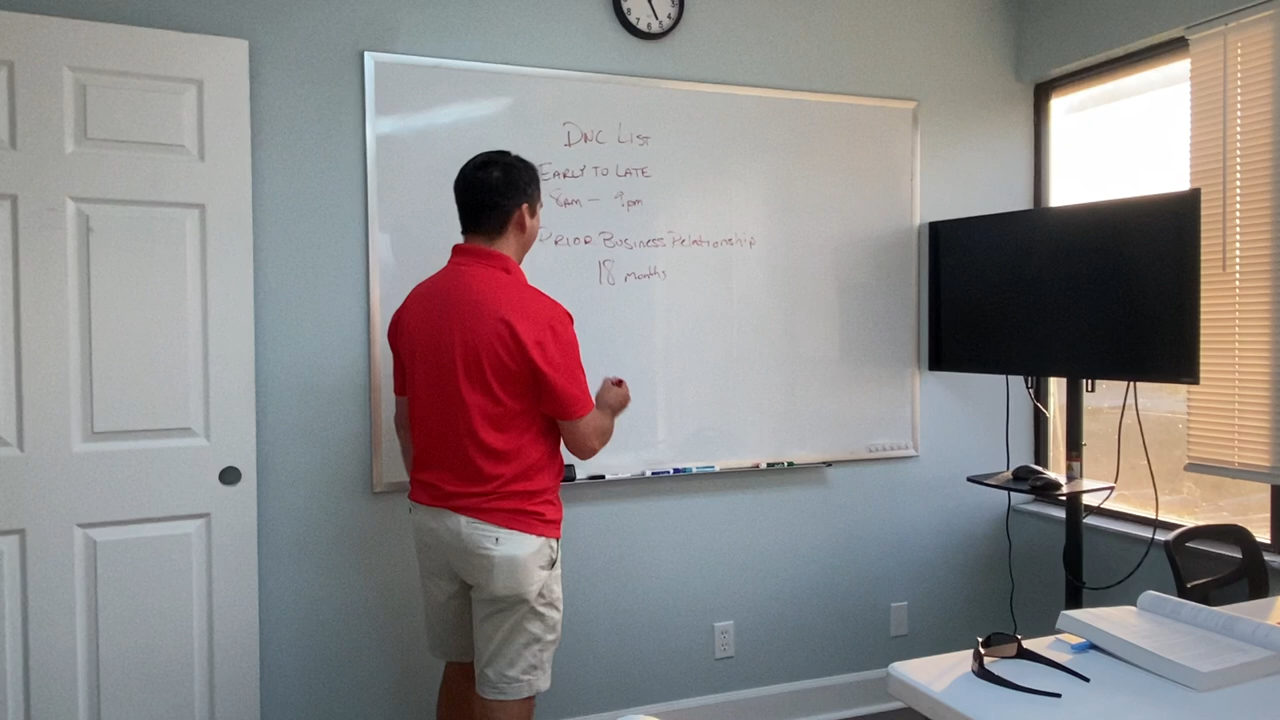 DNC LIST
EARLY TO LATE
8AM – 9pm
PRIOR BUSINESS Relationship
18 months